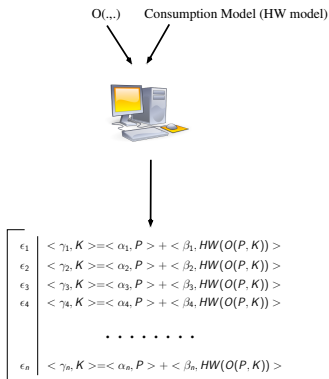 O(.,.) Consumption Model (HW model)
ϵ₁ < γ₁, K >=< α₁, P > + < β₁, HW(O(P, K)) >
ϵ₂ < γ₂, K >=< α₂, P > + < β₂, HW(O(P, K)) >
ϵ₃ < γ₃, K >=< α₃, P > + < β₃, HW(O(P, K)) >
ϵ₄ < γ₄, K >=< α₄, P > + < β₄, HW(O(P, K)) >
. . . . . . . .
ϵₙ < γₙ, K >=< αₙ, P > + < βₙ, HW(O(P, K)) >